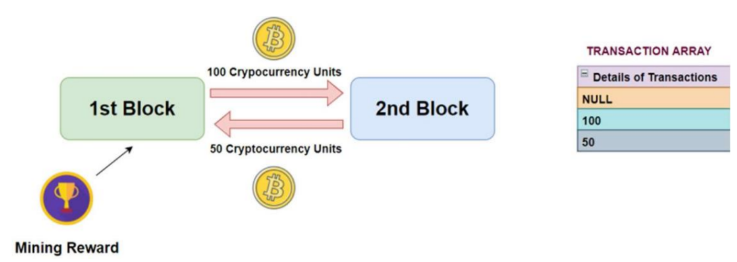 100 Crypocurrency Units
1st Block
2nd Block
50 Cryptocurrency Units
Mining Reward
TRANSACTION ARRAY
Details of Transactions
NULL
100
50